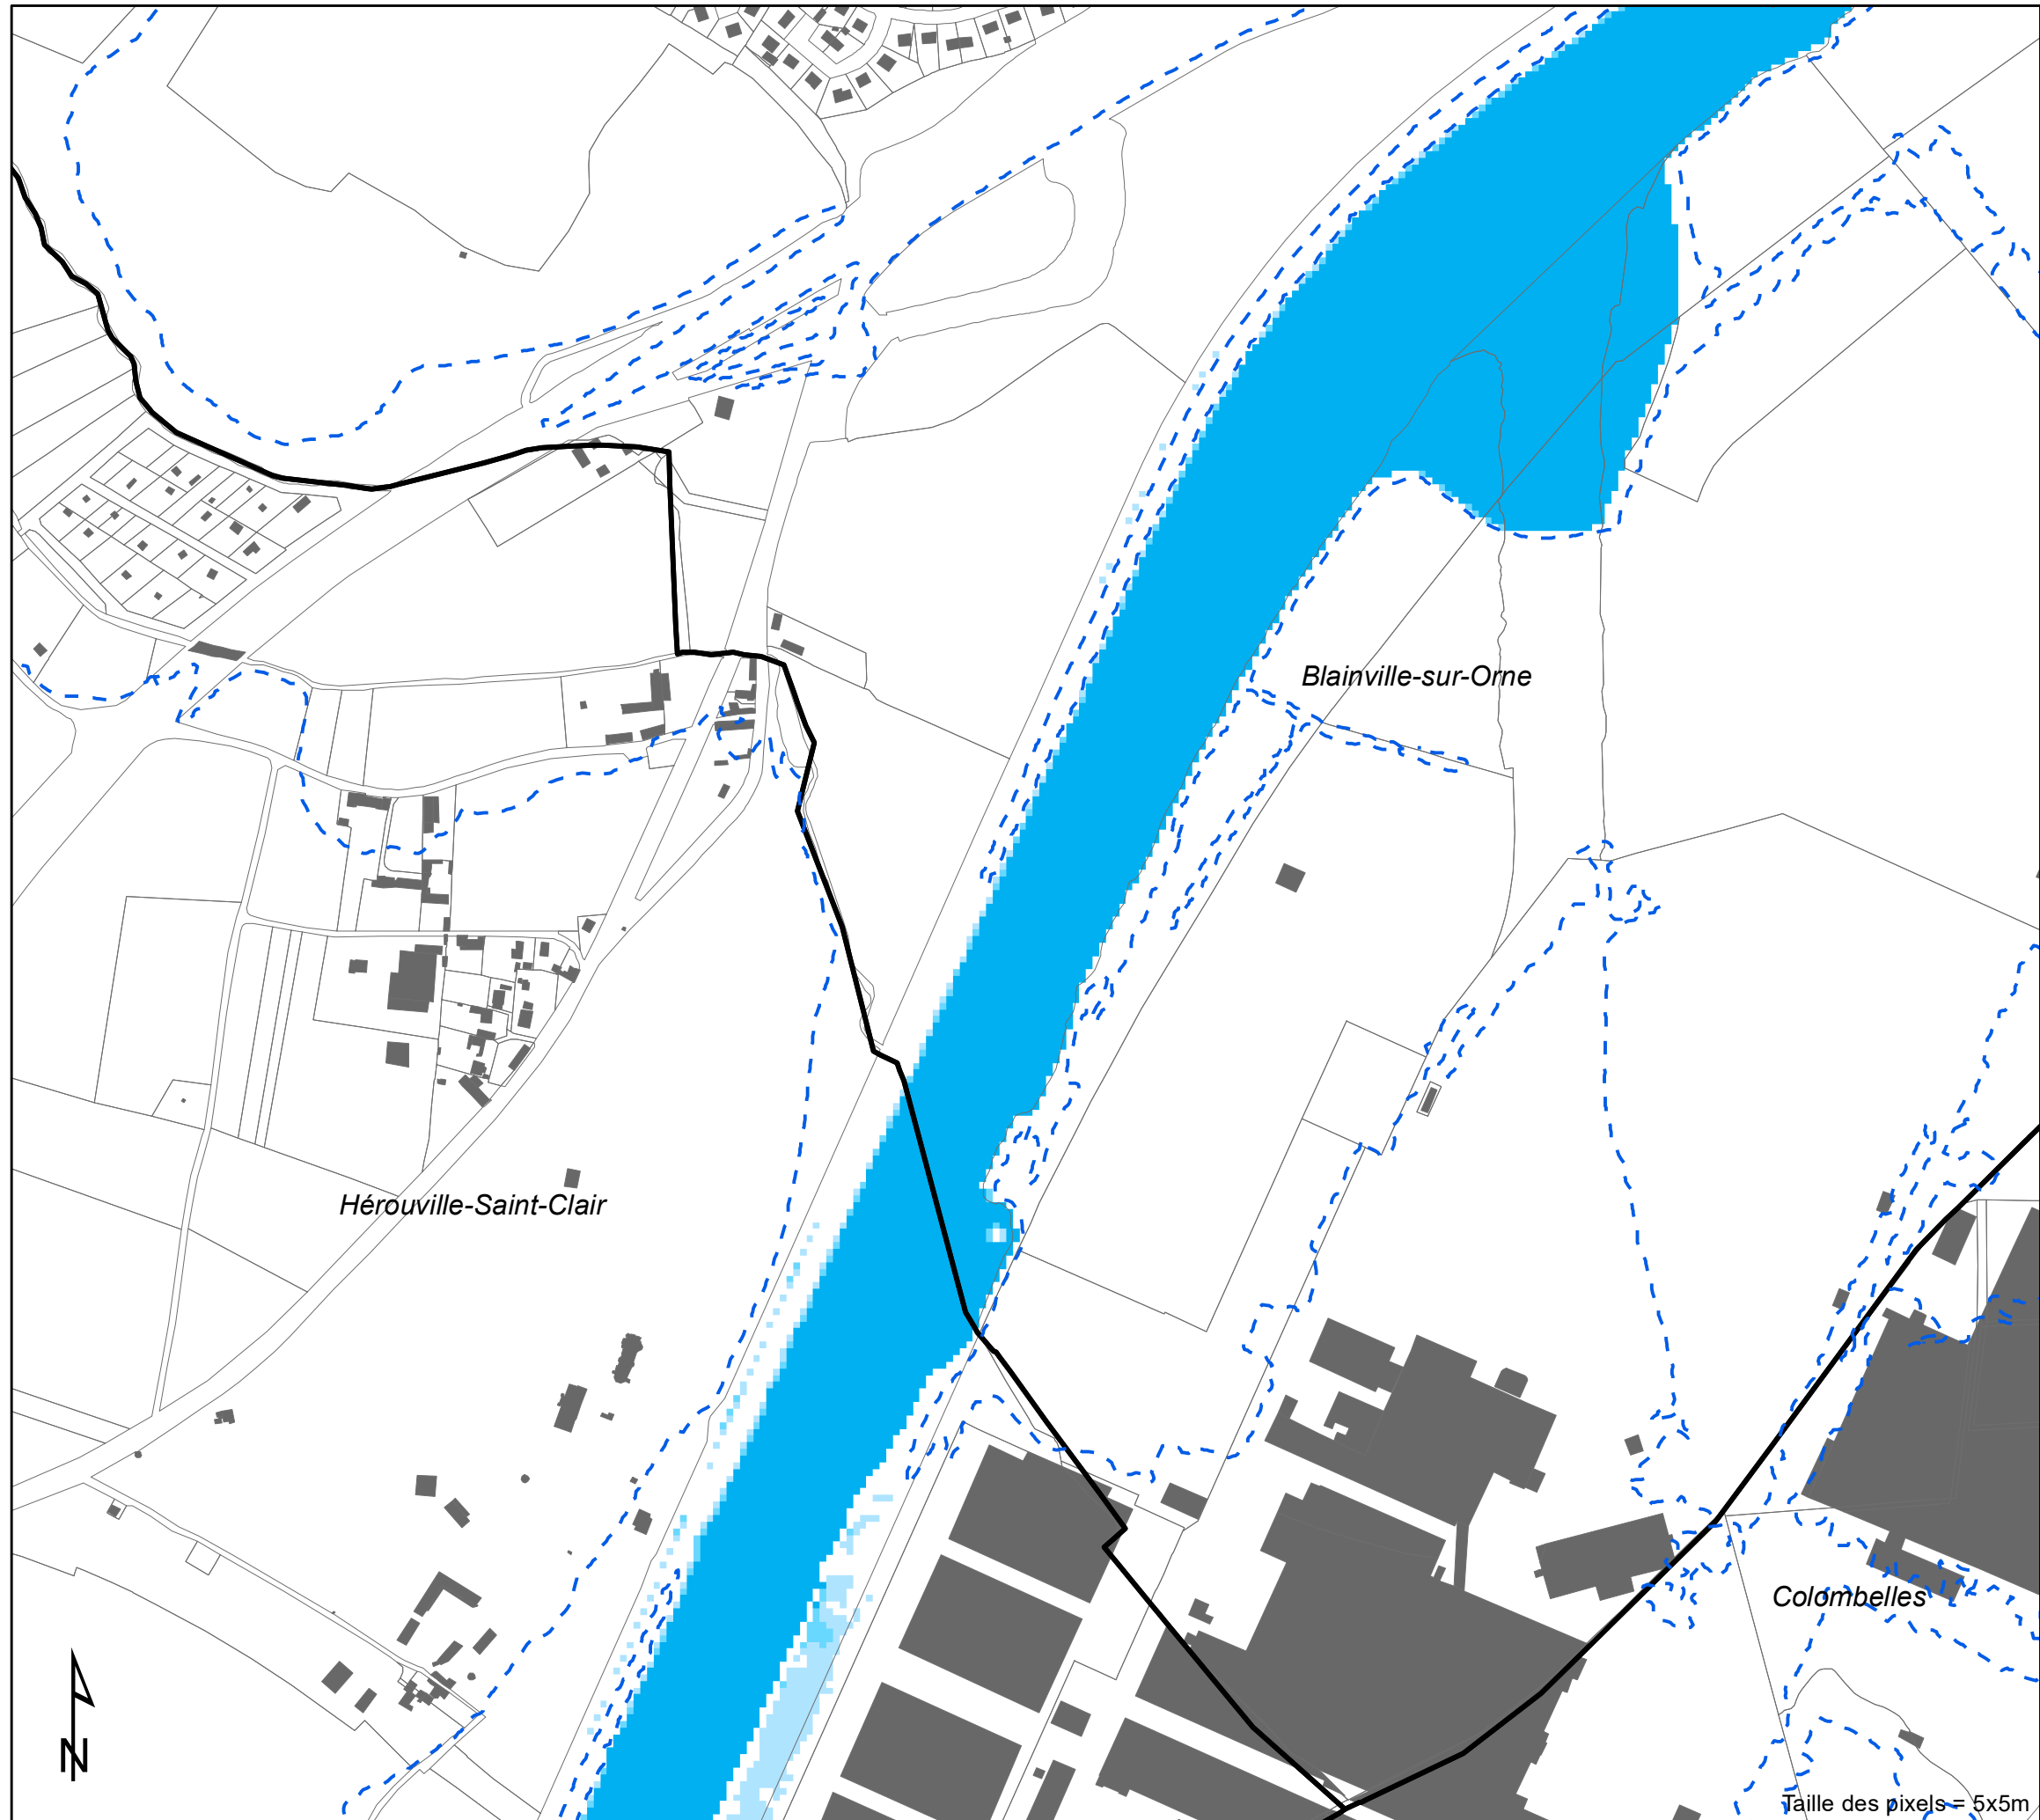 Blainville-sur-Orne
Hérouville-Saint-Clair
Colombelles
N
Taille des pixels = 5x5m